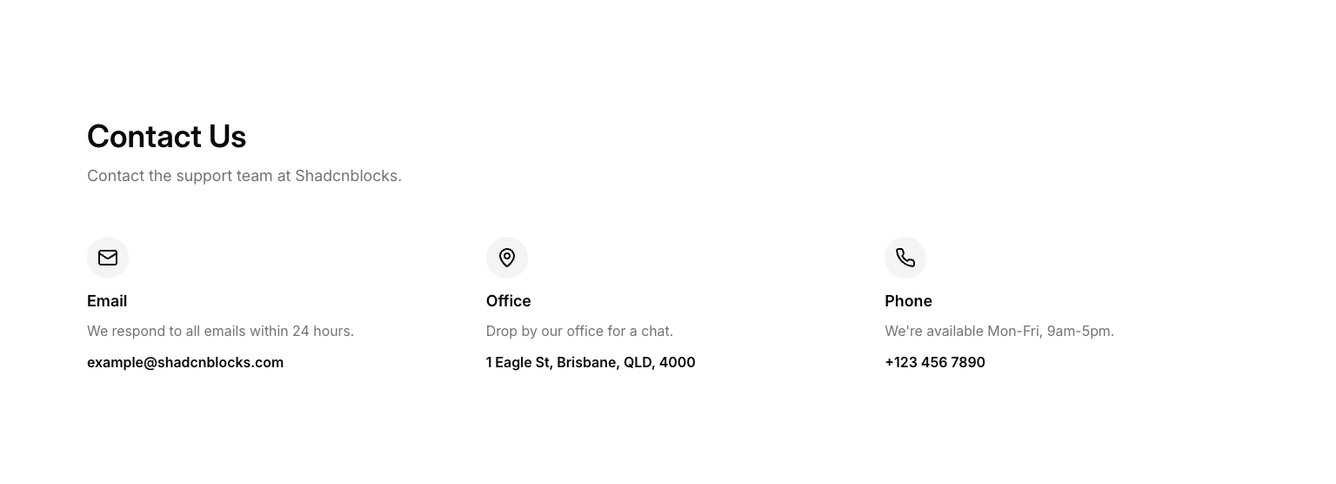 Contact Us
Contact the support team at Shadcnblocks.
Email
We respond to all emails within 24 hours.
example@shadcnblocks.com
Office
Drop by our office for a chat.
1 Eagle St, Brisbane, QLD, 4000
Phone
We're available Mon-Fri, 9am-5pm.
+123 456 7890